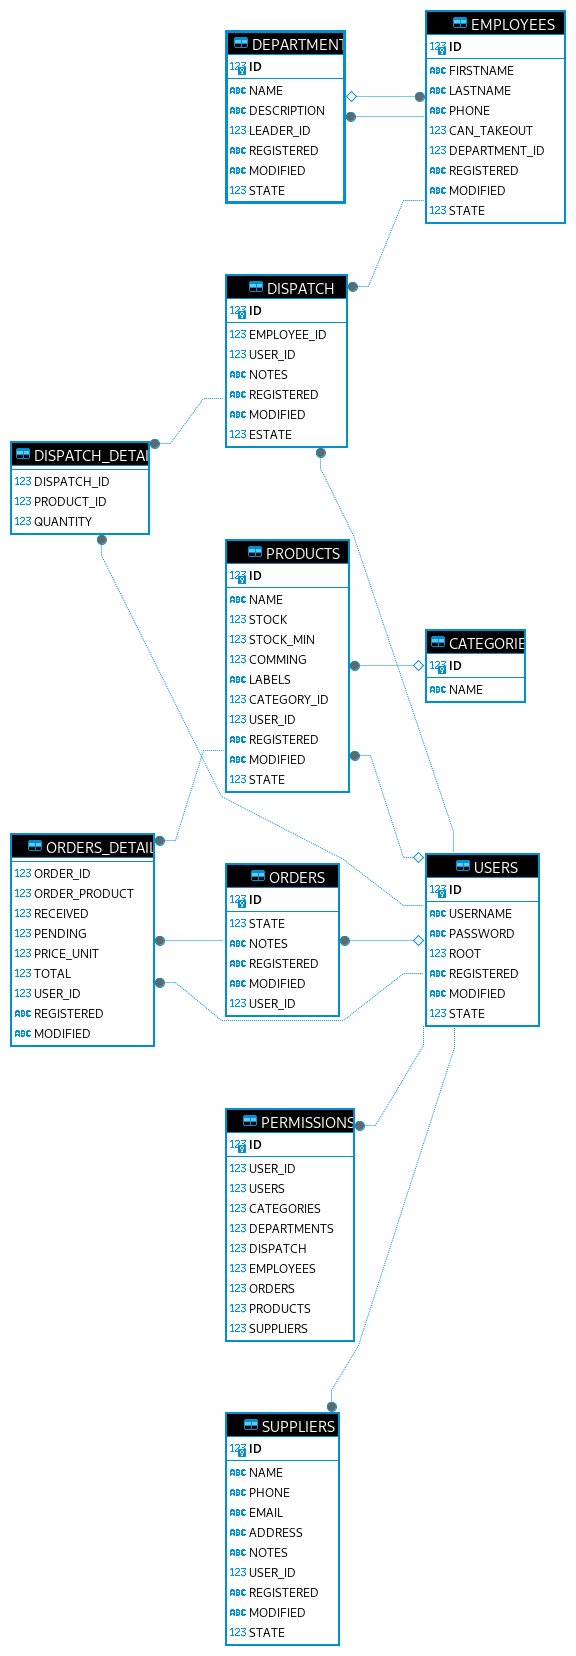 EMPLOYEES
123 ID
ABC FIRSTNAME
ABC LASTNAME
ABC PHONE
123 CAN_TAKEOUT
123 DEPARTMENT_ID
ABC REGISTERED
ABC MODIFIED
123 STATE
DEPARTMENT
123 ID
ABC NAME
ABC DESCRIPTION
123 LEADER_ID
ABC REGISTERED
ABC MODIFIED
123 STATE
DISPATCH
123 ID
123 EMPLOYEE_ID
123 USER_ID
ABC NOTES
ABC REGISTERED
ABC MODIFIED
123 ESTATE
DISPATCH_DETAI
123 DISPATCH_ID
123 PRODUCT_ID
123 QUANTITY
PRODUCTS
123 ID
ABC NAME
123 STOCK
123 STOCK_MIN
123 COMMING
ABC LABELS
123 CATEGORY_ID
123 USER_ID
ABC REGISTERED
ABC MODIFIED
123 STATE
CATEGORIE
123 ID
ABC NAME
ORDERS_DETAIL
123 ORDER_ID
123 ORDER_PRODUCT
123 RECEIVED
123 PENDING
123 PRICE_UNIT
123 TOTAL
123 USER_ID
ABC REGISTERED
ABC MODIFIED
ORDERS
123 ID
123 STATE
ABC NOTES
ABC REGISTERED
ABC MODIFIED
123 USER_ID
USERS
123 ID
ABC USERNAME
ABC PASSWORD
123 ROOT
ABC REGISTERED
ABC MODIFIED
123 STATE
PERMISSIONS
123 ID
123 USER_ID
123 USERS
123 CATEGORIES
123 DEPARTMENTS
123 DISPATCH
123 EMPLOYEES
123 ORDERS
123 PRODUCTS
123 SUPPLIERS
SUPPLIERS
123 ID
ABC NAME
ABC PHONE
ABC EMAIL
ABC ADDRESS
ABC NOTES
123 USER_ID
ABC REGISTERED
ABC MODIFIED
123 STATE